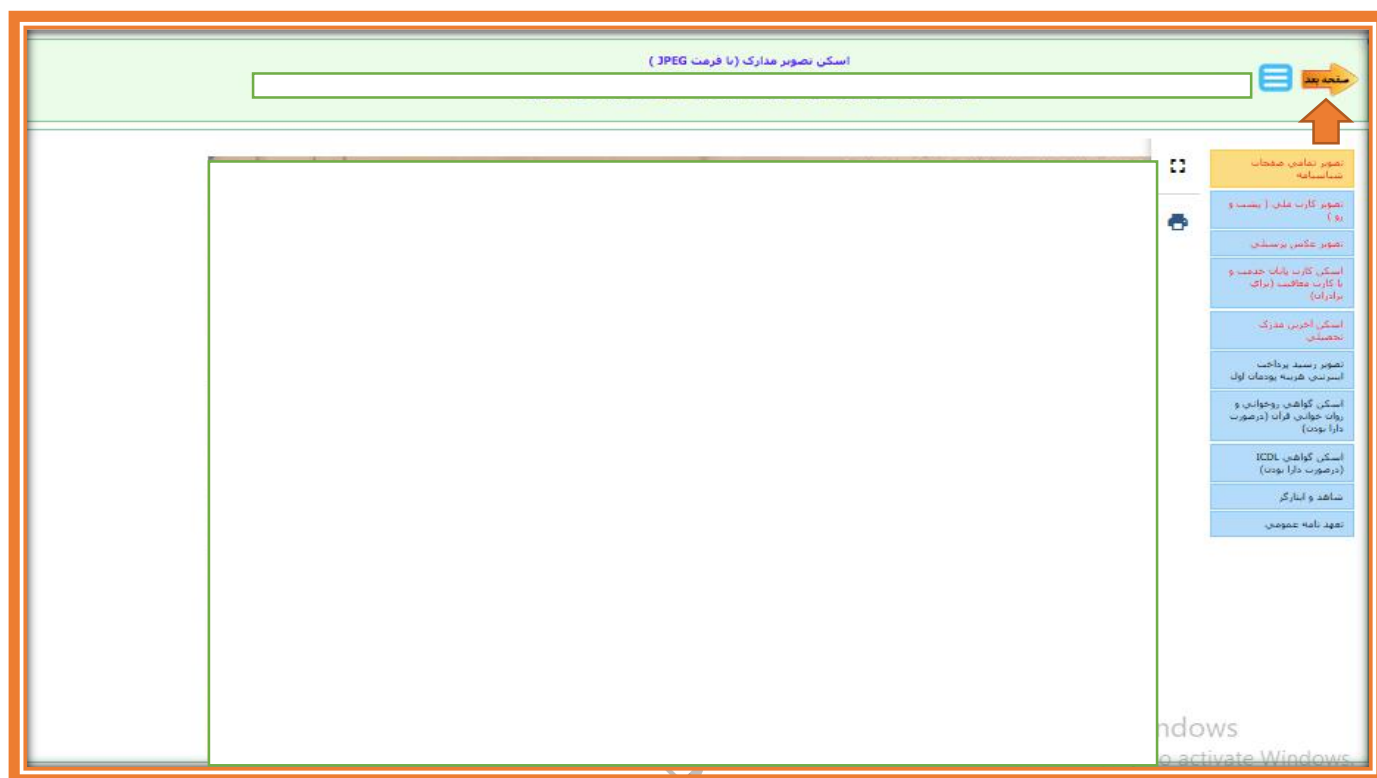 اسکن تصویر مدارک (با فرمت JPEG )
صفحه بعد
تصویر تمامی صفحات
شناسنامه
تصویر کارت ملی ( پشت و
رو )
تصویر عکس پرسنلی
اسکن کارت پایان خدمت و
یا کارت معافیت (برای
برادران)
اسکن آخرین مدرک
تحصیلی
تصویر رسید پرداخت
اینترنتی هزینه پودمان اول
اسکن گواهی روخوانی و
روان خوانی قرآن (درصورت
دارا بودن)
اسکن گواهی ICDL
(درصورت دارا بودن)
شاهد و ایثارگر
تعهد نامه عمومی
ndows
o activate Windows.